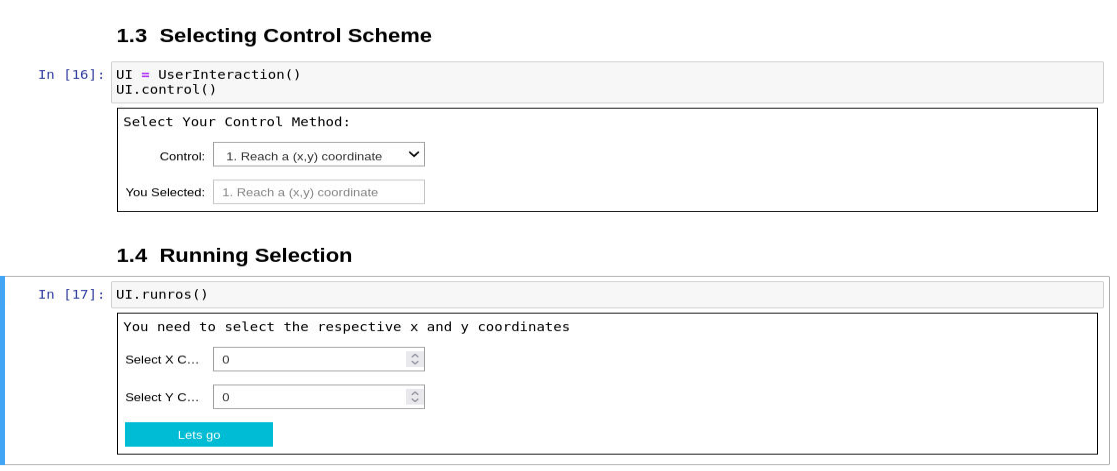 1.3 Selecting Control Scheme
In [16]: UI = UserInteraction()
UI.control()
Select Your Control Method:
Control: 1. Reach a (x,y) coordinate
You Selected: 1. Reach a (x,y) coordinate
1.4 Running Selection
In [17]: UI.runros()
You need to select the respective x and y coordinates
Select X C... 0
Select Y C... 0
Lets go